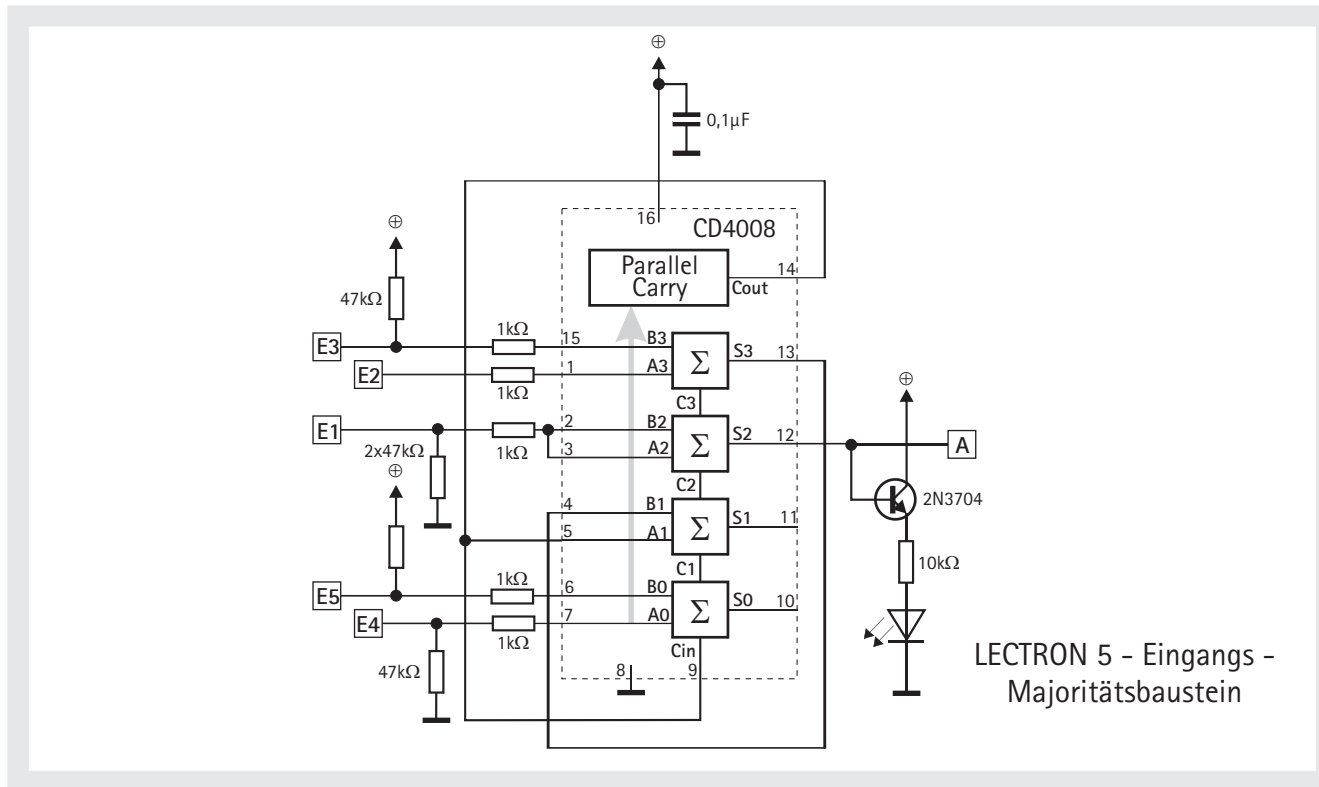 ⊕
0,1µF
16
CD4008
⊕
Parallel
Carry
14
Cout
47kΩ
1kΩ
E3
15
B3
S3
13
Σ
E2
1
A3
1kΩ
⊕
C3
E1
2
B2
S2
12
A
Σ
2x47kΩ
1kΩ
3
A2
⊕
C2
2N3704
4
B1
S1
11
Σ
5
A1
C1
10kΩ
1kΩ
E5
6
B0
S0
10
Σ
E4
7
A0
1kΩ
Cin
47kΩ
8
9
LECTRON 5 - Eingangs -
Majoritätsbaustein